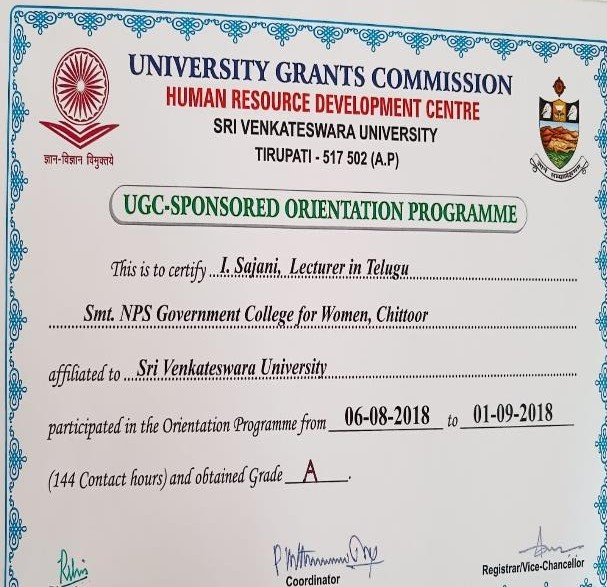 UNIVERSITY GRANTS COMMISSION
HUMAN RESOURCE DEVELOPMENT CENTRE
SRI VENKATESWARA UNIVERSITY
TIRUPATI - 517 502 (A.P)
ज्ञान-विज्ञान विमुक्तये
UGC-SPONSORED ORIENTATION PROGRAMME
This is to certify I. Sajani, Lecturer in Telugu
Smt. NPS Government College for Women, Chittoor
affiliated to Sri Venkateswara University
participated in the Orientation Programme from 06-08-2018 to 01-09-2018
(144 Contact hours) and obtained Grade A.
Coordinator
Registrar/Vice-Chancellor